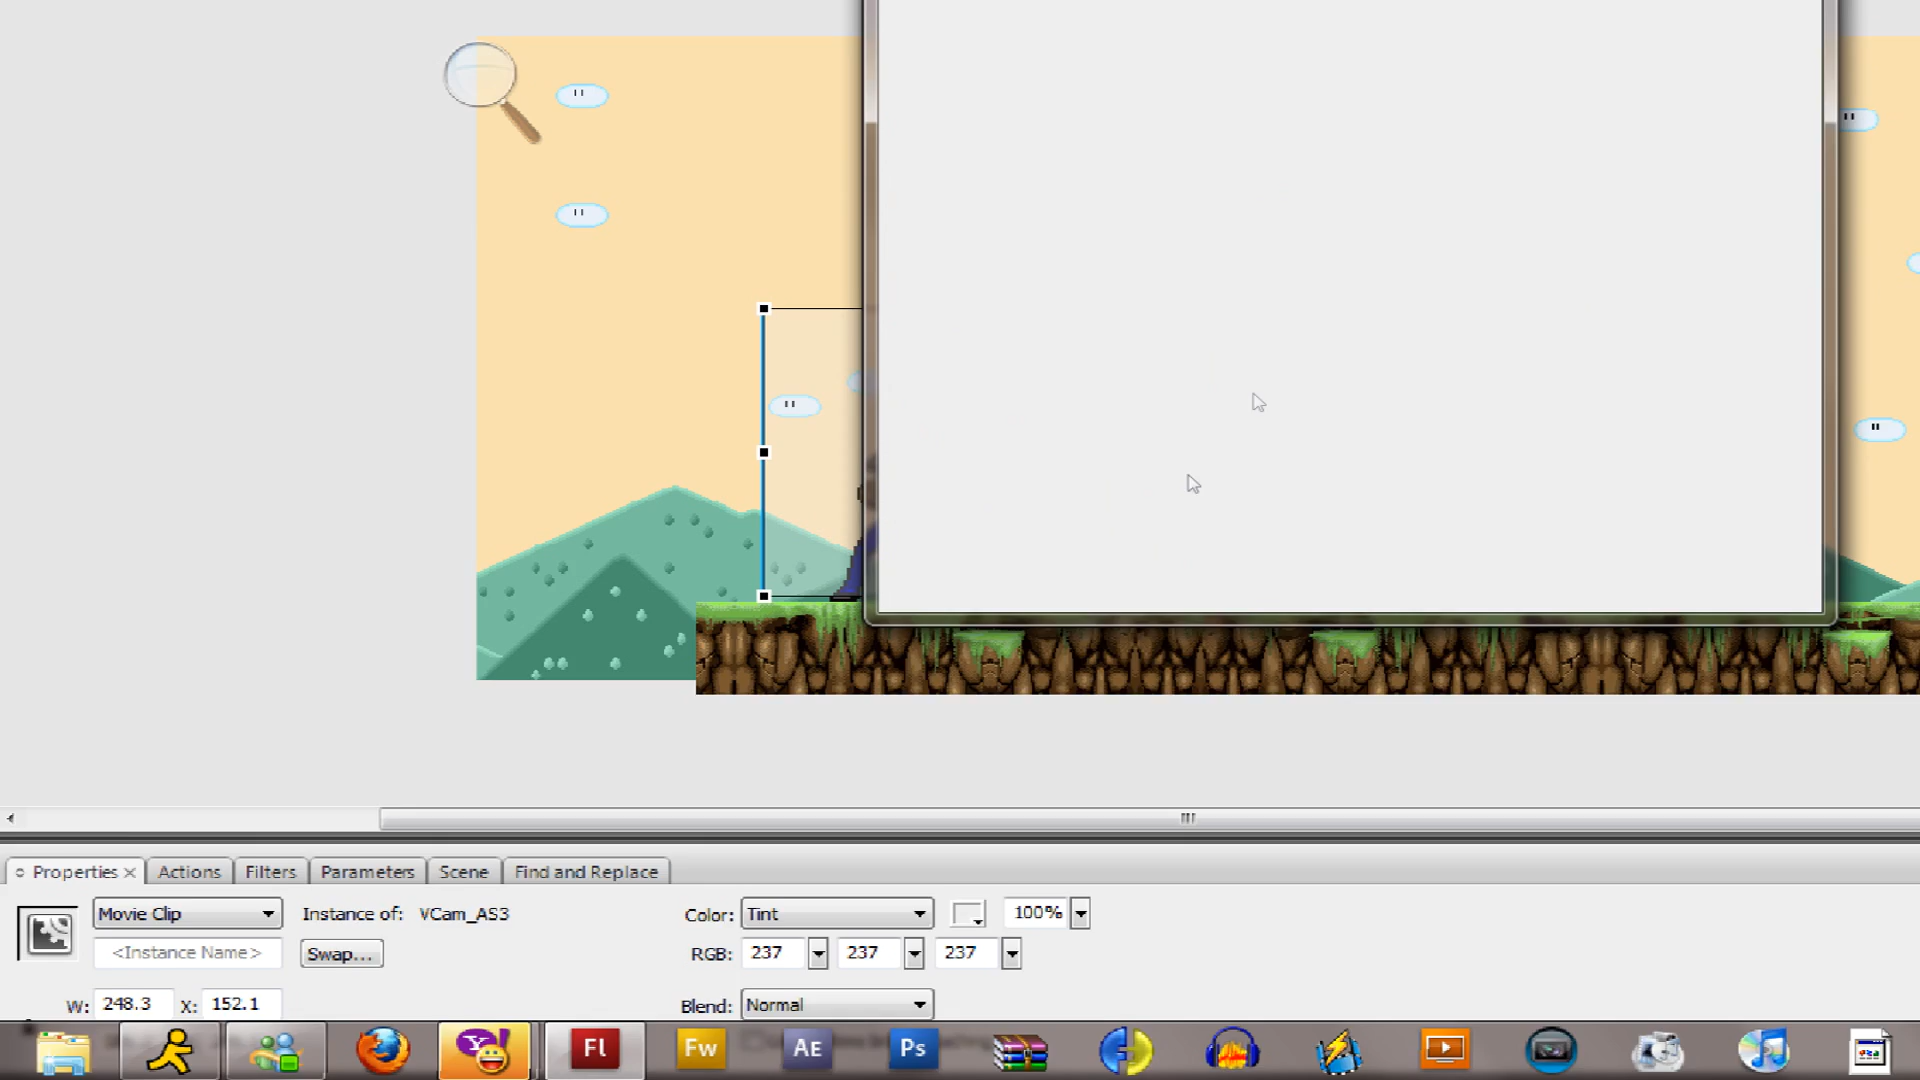 Properties Actions Filters Parameters Scene Find and Replace
Movie Clip Instance of: VCam_AS3 Color: Tint 100%
<Instance Name> Swap... RGB: 237 237 237
W: 248.3 X: 152.1 Blend: Normal
Y! Fl Fw AE Ps